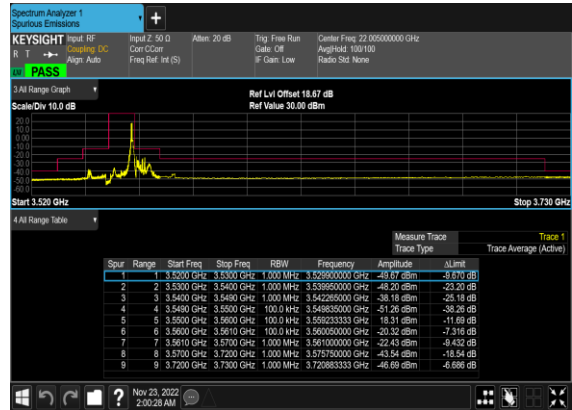 Spectrum Analyzer 1
Spurious Emissions
+
KEYSIGHT Input: RF Input Z: 50 Ω Atten: 20 dB Trig: Free Run Center Freq: 22.005000000 GHz
R T Coupling: DC Corr CCorr Gate: Off Avg|Hold: 100/100
Align: Auto Freq Ref: Int (S) IF Gain: Low Radio Std: None
LW PASS
3 All Range Graph
Ref Lvl Offset 18.67 dB
Scale/Div 10.0 dB Ref Value 30.00 dBm
20.0
10.0
0.00
-10.0
-20.0
-30.0
-40.0
-50.0
-60.0
Start 3.520 GHz Stop 3.730 GHz
4 All Range Table
Measure Trace Trace 1
Trace Type Trace Average (Active)
Spur Range Start Freq Stop Freq RBW Frequency Amplitude ΔLimit
1 1 3.5200 GHz 3.5300 GHz 1.000 MHz 3.529900000 GHz -49.67 dBm -9.670 dB
2 2 3.5300 GHz 3.5400 GHz 1.000 MHz 3.539950000 GHz -48.20 dBm -23.20 dB
3 3 3.5400 GHz 3.5490 GHz 1.000 MHz 3.542265000 GHz -38.18 dBm -25.18 dB
4 4 3.5490 GHz 3.5500 GHz 100.0 kHz 3.549835000 GHz -51.26 dBm -38.26 dB
5 5 3.5500 GHz 3.5600 GHz 100.0 kHz 3.559233333 GHz 18.31 dBm -11.69 dB
6 6 3.5600 GHz 3.5610 GHz 100.0 kHz 3.560050000 GHz -20.32 dBm -7.316 dB
7 7 3.5610 GHz 3.5700 GHz 1.000 MHz 3.561000000 GHz -22.43 dBm -9.432 dB
8 8 3.5700 GHz 3.7200 GHz 1.000 MHz 3.575750000 GHz -43.54 dBm -18.54 dB
9 9 3.7200 GHz 3.7300 GHz 1.000 MHz 3.720883333 GHz -46.69 dBm -6.686 dB
? Nov 23, 2022
2:00:28 AM